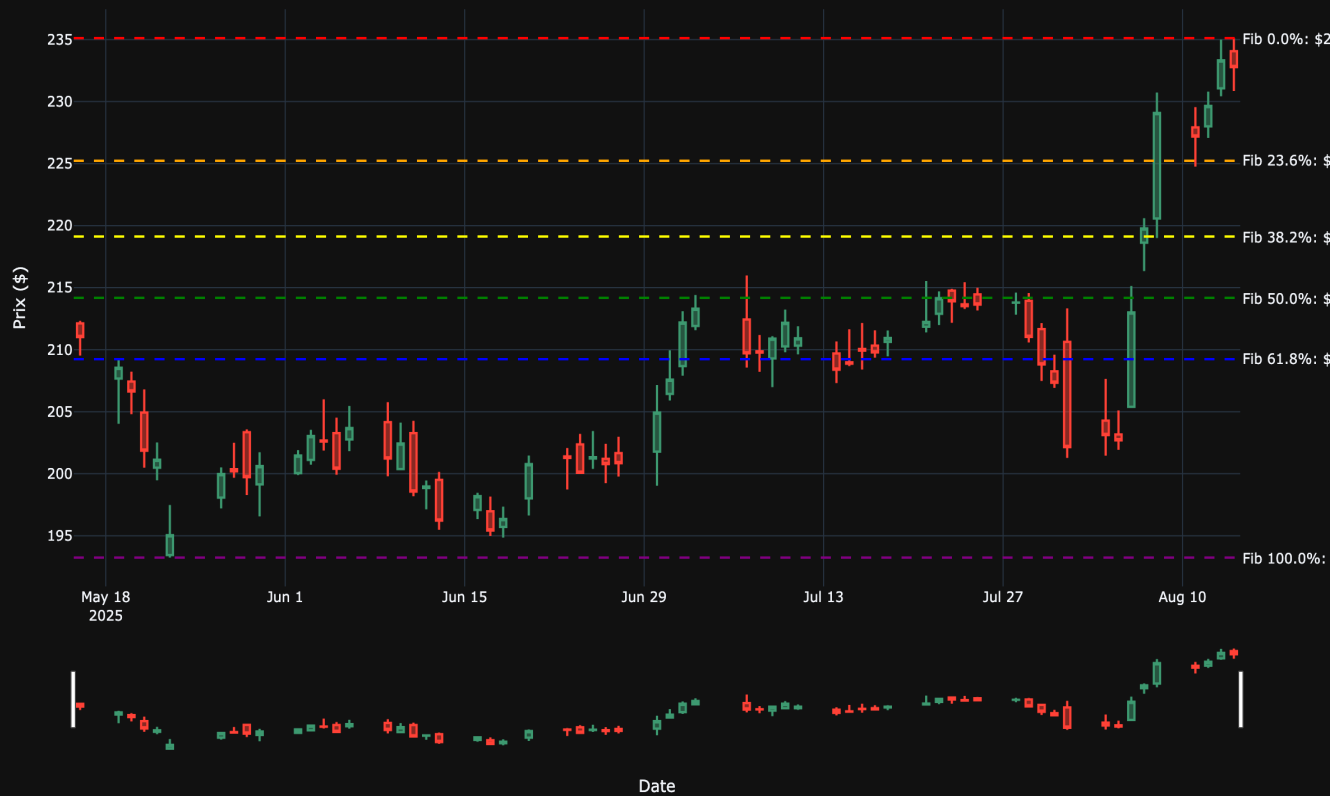 235
Fib 0.0%: $2
230
225
Fib 23.6%: $
220
Fib 38.2%: $
215
Fib 50.0%: $
210
Fib 61.8%: $
205
200
195
Fib 100.0%:
Prix ($)
May 18
2025
Jun 1
Jun 15
Jun 29
Jul 13
Jul 27
Aug 10
Date